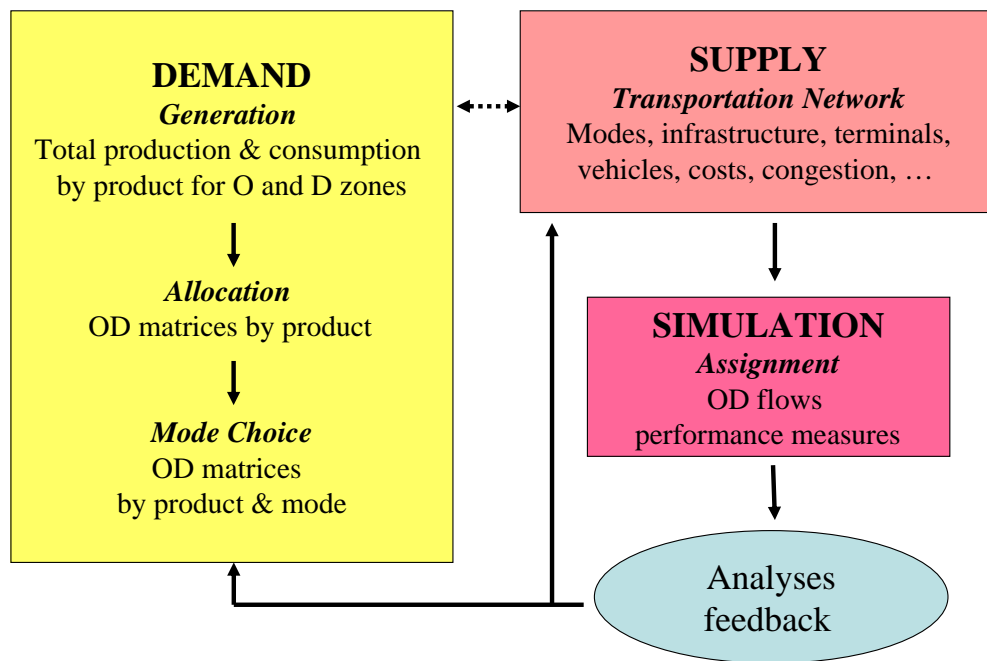 DEMAND
Generation
Total production & consumption
by product for O and D zones
Allocation
OD matrices by product
Mode Choice
OD matrices
by product & mode
SUPPLY
Transportation Network
Modes, infrastructure, terminals,
vehicles, costs, congestion, …
SIMULATION
Assignment
OD flows
performance measures
Analyses
feedback